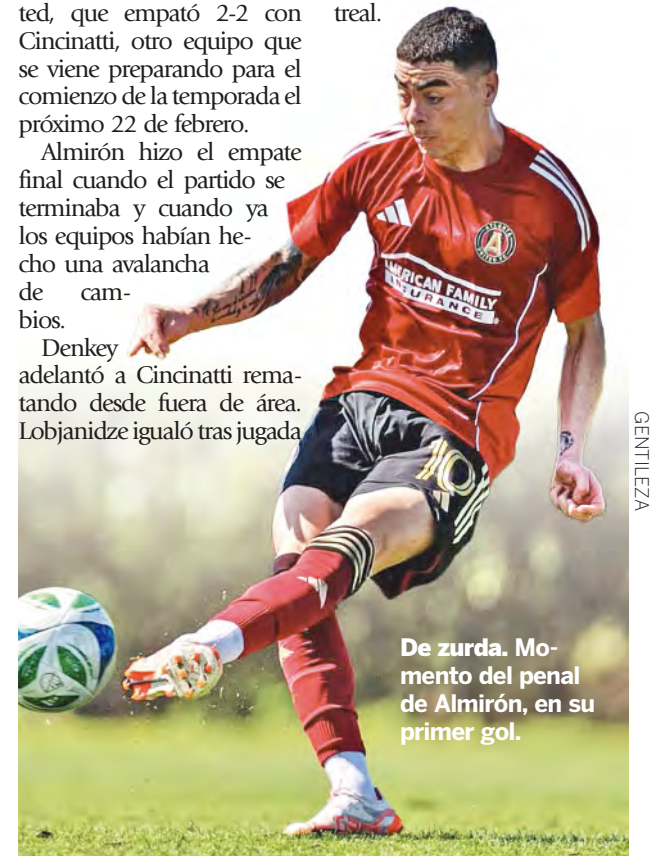 ted, que empató 2-2 con
Cincinatti, otro equipo que
se viene preparando para el
comienzo de la temporada el
próximo 22 de febrero.
Almirón hizo el empate
final cuando el partido se
terminaba y cuando ya
los equipos habían he-
cho una avalancha
de cam-
bios.
Denkey
adelantó a Cincinatti rema-
tando desde fuera de área.
Lobjanidze igualó tras jugada
treal.
ATLANTA
UNITED FC
AMERICAN FAMILY
INSURANCE
10
GENTILEZA
De zurda. Mo-
mento del penal
de Almirón, en su
primer gol.